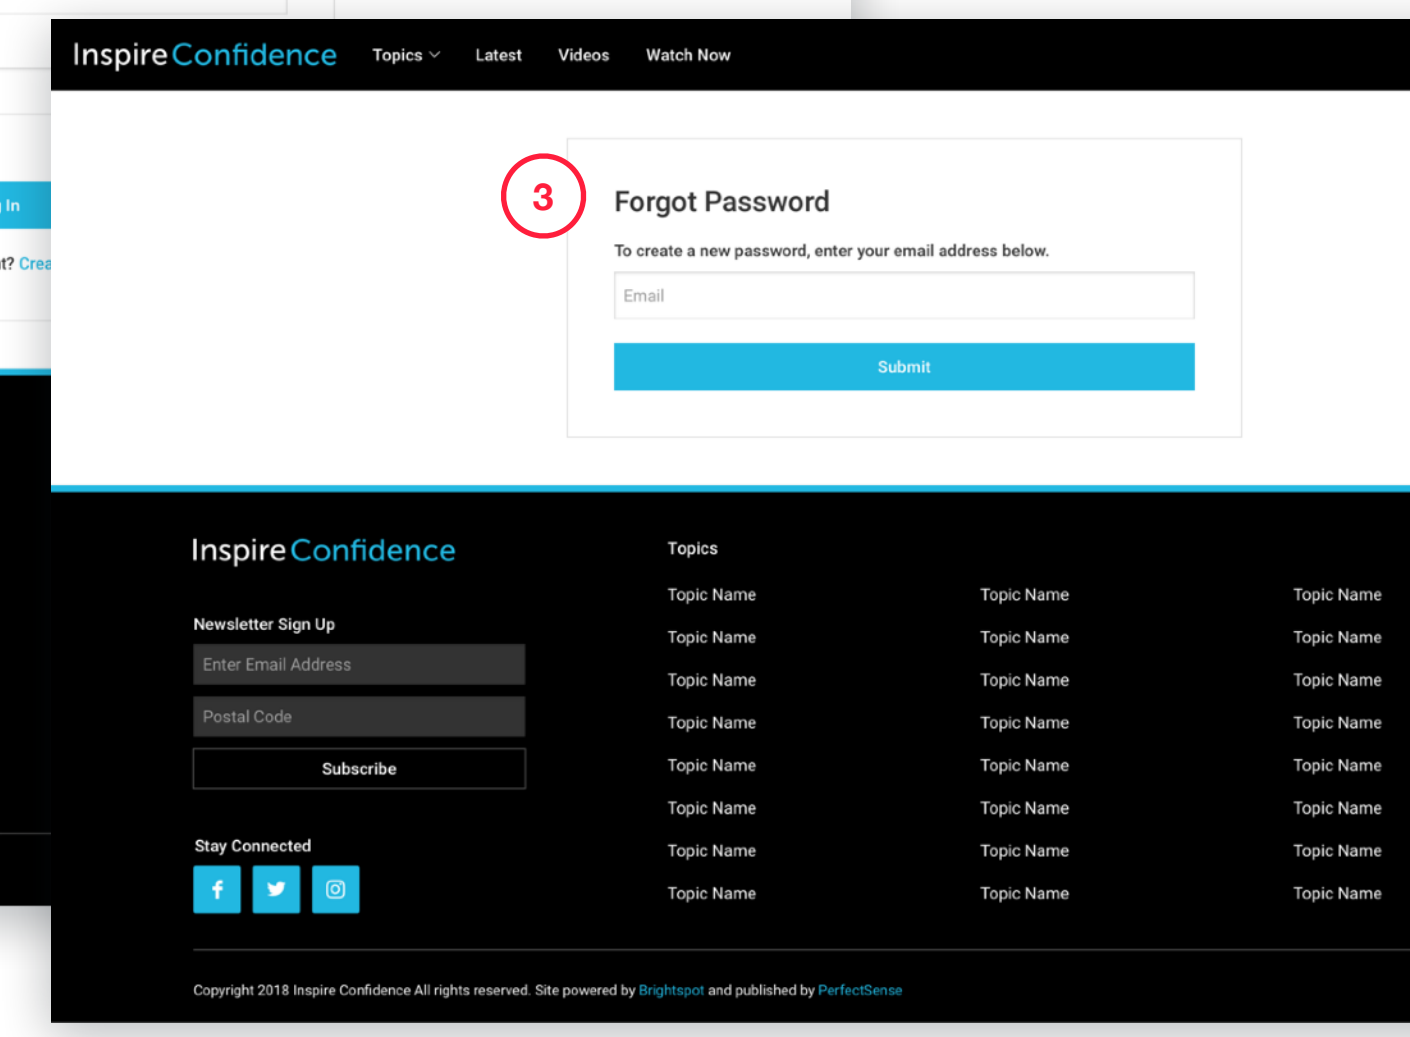 Inspire Confidence Topics Latest Videos Watch Now
In
t? Crea
3
Forgot Password
To create a new password, enter your email address below.
Email
Submit
Inspire Confidence
Newsletter Sign Up
Enter Email Address
Postal Code
Subscribe
Stay Connected
Topics
Topic Name Topic Name Topic Name
Topic Name Topic Name Topic Name
Topic Name Topic Name Topic Name
Topic Name Topic Name Topic Name
Topic Name Topic Name Topic Name
Topic Name Topic Name Topic Name
Topic Name Topic Name Topic Name
Topic Name Topic Name Topic Name
Copyright 2018 Inspire Confidence All rights reserved. Site powered by Brightspot and published by PerfectSense